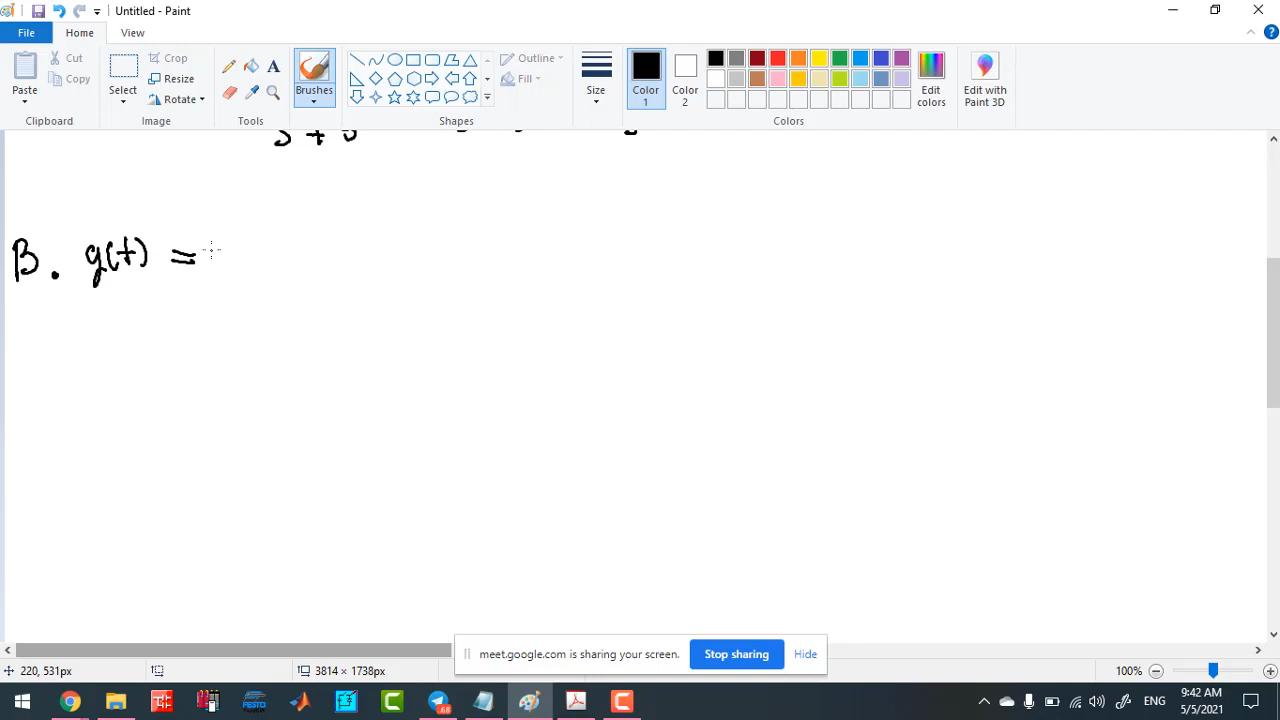 Untitled - Paint
File Home View
Paste
Cut
Copy
Clipboard
Select
Crop
Resize
Rotate
Image
Tools
Brushes
Outline
Fill
Shapes
Size
Color 1
Color 2
Edit colors
Edit with Paint 3D
Colors
B. g(t) =
meet.google.com is sharing your screen. Stop sharing Hide
220, 531px
3814 × 1738px
100%
68
FESTO
ENG
9:42 AM
5/5/2021